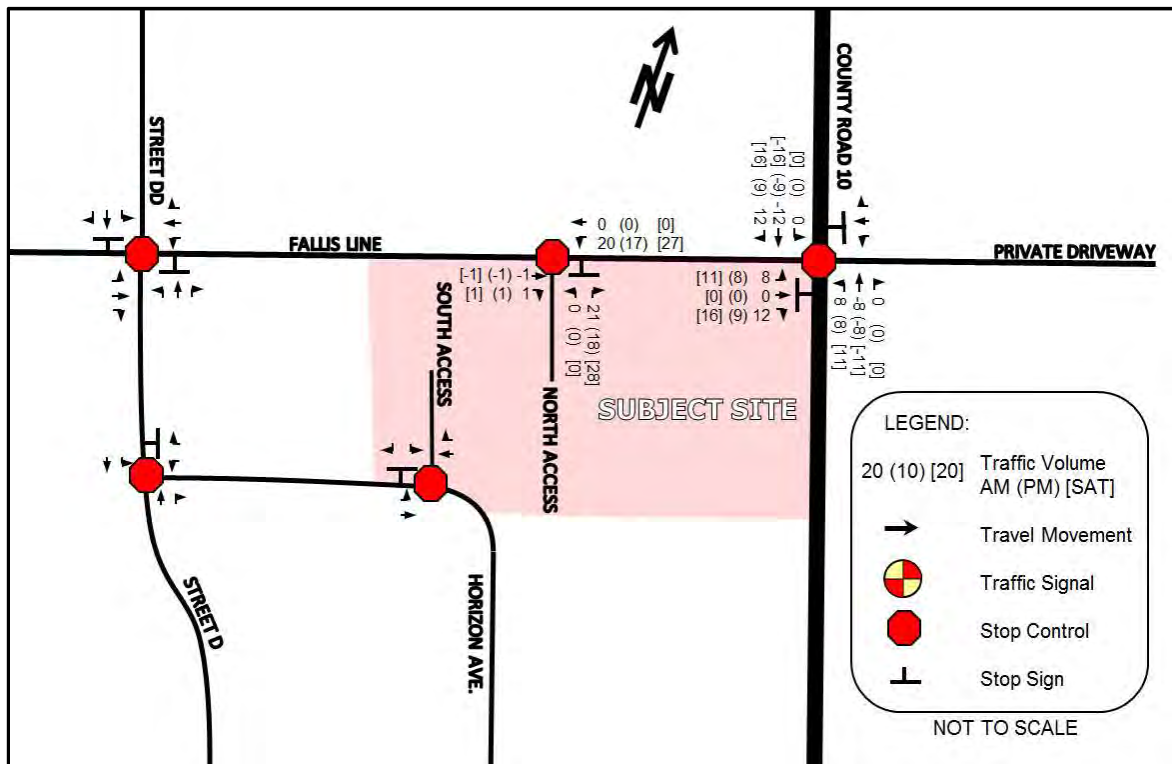 STREET DD
FALLIS LINE
N
COUNTY ROAD 10
PRIVATE DRIVEWAY
[0] (0) 0
[-16] (-9) -12
[16] (9) 12
0 (0) [0]
20 (17) [27]
[-1] (-1) -1
[1] (1) 1
21 (18) [28]
0 (0) [0]
[11] (8) 8
[0] (0) 0
[16] (9) 12
0 (0) [0]
-8 (-8) [-11]
8 (8) [11]
SOUTH ACCESS
NORTH ACCESS
SUBJECT SITE
STREET D
HORIZON AVE.
LEGEND:
20 (10) [20] Traffic Volume
AM (PM) [SAT]
Travel Movement
Traffic Signal
Stop Control
Stop Sign
NOT TO SCALE